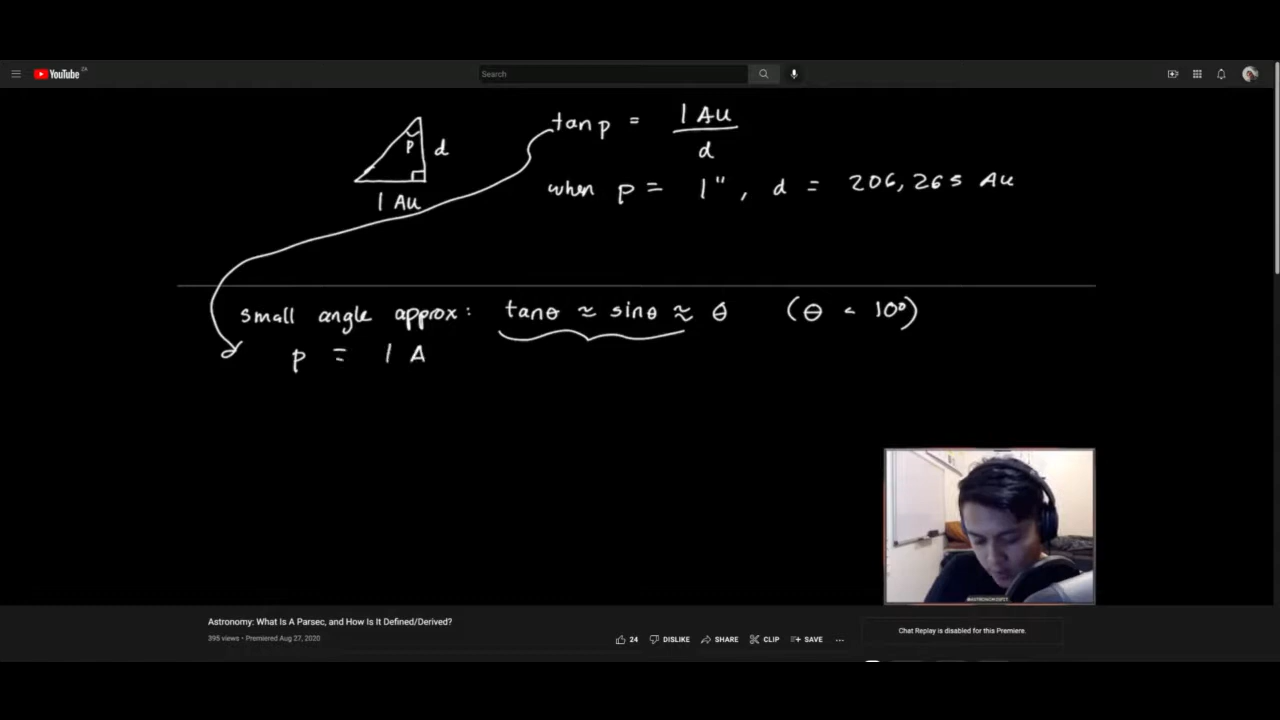 YouTube ZA
Search
p
d
1 AU
tan p = 1 AU / d
when p = 1", d = 206,265 AU
small angle approx: tanθ ≈ sinθ ≈ θ (θ < 10°)
p = 1 A
Astronomy: What Is A Parsec, and How Is It Defined/Derived?
395 views • Premiered Aug 27, 2020
24 DISLIKE SHARE CLIP SAVE ...
Chat Replay is disabled for this Premiere.